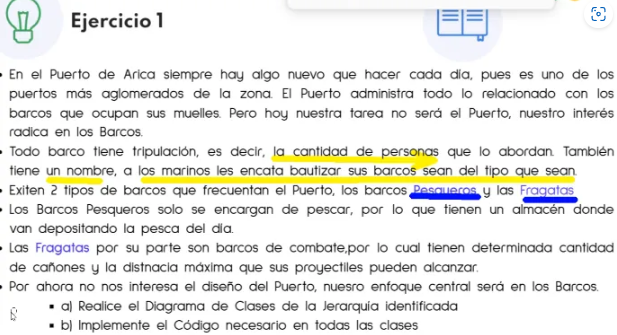 Ejercicio 1
• En el Puerto de Arica siempre hay algo nuevo que hacer cada día, pues es uno de los
puertos más aglomerados de la zona. El Puerto administra todo lo relacionado con los
barcos que ocupan sus muelles. Pero hoy nuestra tarea no será el Puerto, nuestro interés
radica en los Barcos.
• Todo barco tiene tripulación, es decir, la cantidad de personas que lo abordan. También
tiene un nombre, a los marinos les encata bautizar sus barcos sean del tipo que sean.
• Exiten 2 tipos de barcos que frecuentan el Puerto, los barcos Pesqueros y las Fragatas
• Los Barcos Pesqueros solo se encargan de pescar, por lo que tienen un almacén donde
van depositando la pesca del día.
• Las Fragatas por su parte son barcos de combate,por lo cual tienen determinada cantidad
de cañones y la distnacia máxima que sus proyectiles pueden alcanzar.
• Por ahora no nos interesa el diseño del Puerto, nuesro enfoque central será en los Barcos.
▪ a) Realice el Diagrama de Clases de la Jerarquía identificada
▪ b) Implemente el Código necesario en todas las clases